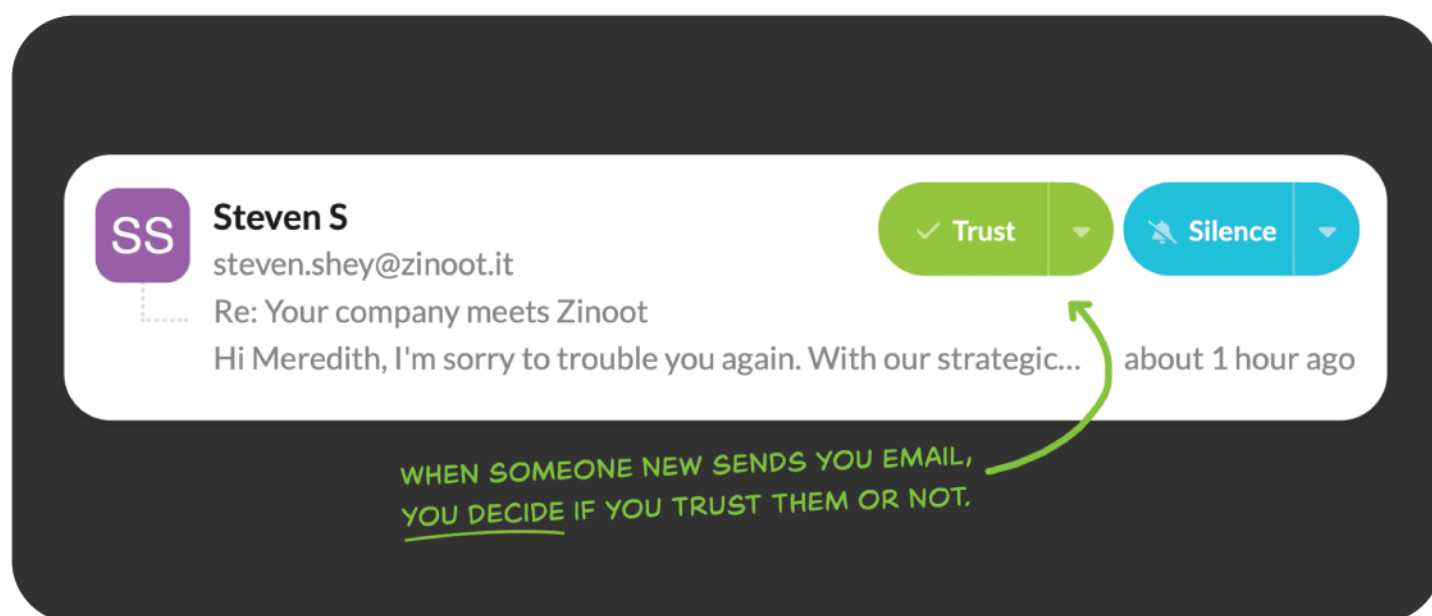 SS
Steven S
steven.shey@zinoot.it
Re: Your company meets Zinoot
Hi Meredith, I'm sorry to trouble you again. With our strategic...
about 1 hour ago
Trust
Silence
WHEN SOMEONE NEW SENDS YOU EMAIL,
YOU DECIDE IF YOU TRUST THEM OR NOT.